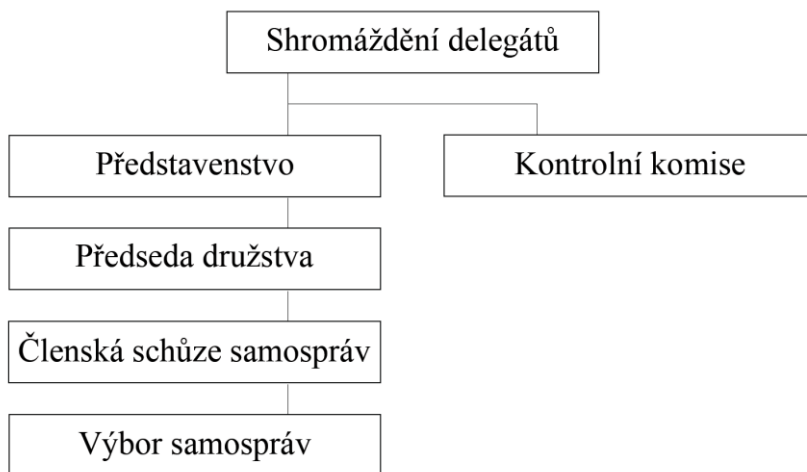 Shromáždění delegátů
Představenstvo
Kontrolní komise
Předseda družstva
Členská schůze samospráv
Výbor samospráv